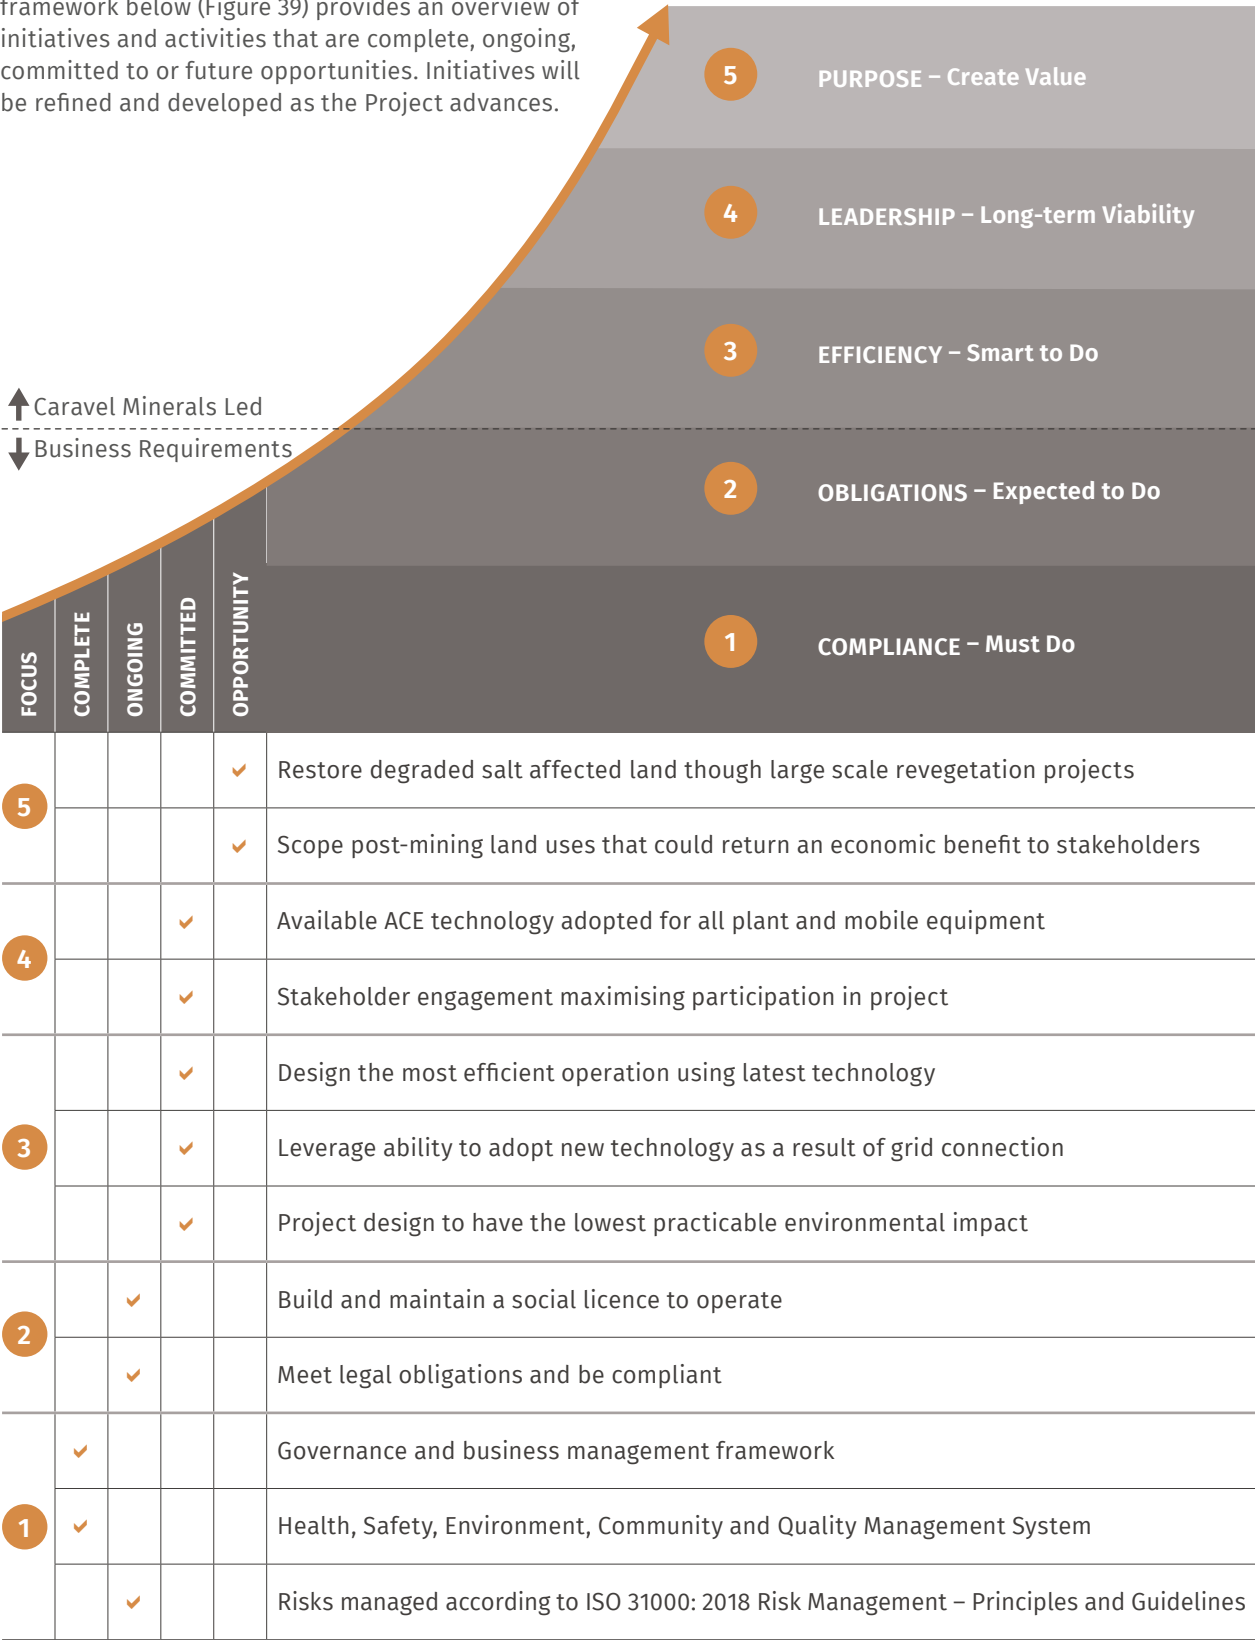 framework below (Figure 39) provides an overview of
initiatives and activities that are complete, ongoing,
committed to or future opportunities. Initiatives will
be refined and developed as the Project advances.
5 PURPOSE – Create Value
4 LEADERSHIP – Long-term Viability
3 EFFICIENCY – Smart to Do
Caravel Minerals Led
Business Requirements
2 OBLIGATIONS – Expected to Do
1 COMPLIANCE – Must Do
FOCUS
COMPLETE
ONGOING
COMMITTED
OPPORTUNITY
5
Restore degraded salt affected land though large scale revegetation projects
Scope post-mining land uses that could return an economic benefit to stakeholders
4
Available ACE technology adopted for all plant and mobile equipment
Stakeholder engagement maximising participation in project
3
Design the most efficient operation using latest technology
Leverage ability to adopt new technology as a result of grid connection
Project design to have the lowest practicable environmental impact
2
Build and maintain a social licence to operate
Meet legal obligations and be compliant
1
Governance and business management framework
Health, Safety, Environment, Community and Quality Management System
Risks managed according to ISO 31000: 2018 Risk Management – Principles and Guidelines